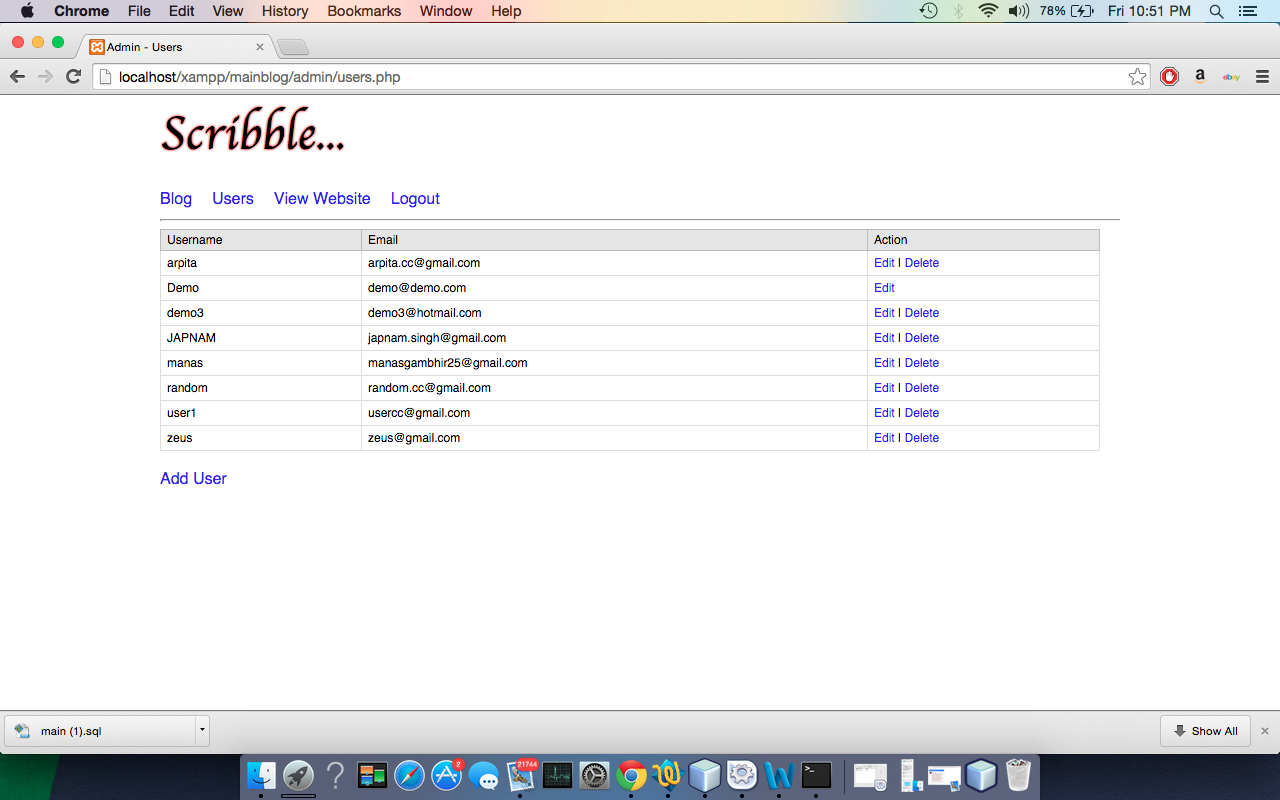 Chrome File Edit View History Bookmarks Window Help 78% Fri 10:51 PM
Admin - Users
localhost/xampp/mainblog/admin/users.php a ebay
Scribble...
Blog Users View Website Logout
Username Email Action
arpita arpita.cc@gmail.com Edit | Delete
Demo demo@demo.com Edit
demo3 demo3@hotmail.com Edit | Delete
JAPNAM japnam.singh@gmail.com Edit | Delete
manas manasgambhir25@gmail.com Edit | Delete
random random.cc@gmail.com Edit | Delete
user1 usercc@gmail.com Edit | Delete
zeus zeus@gmail.com Edit | Delete
Add User
main (1).sql Show All
2 21744